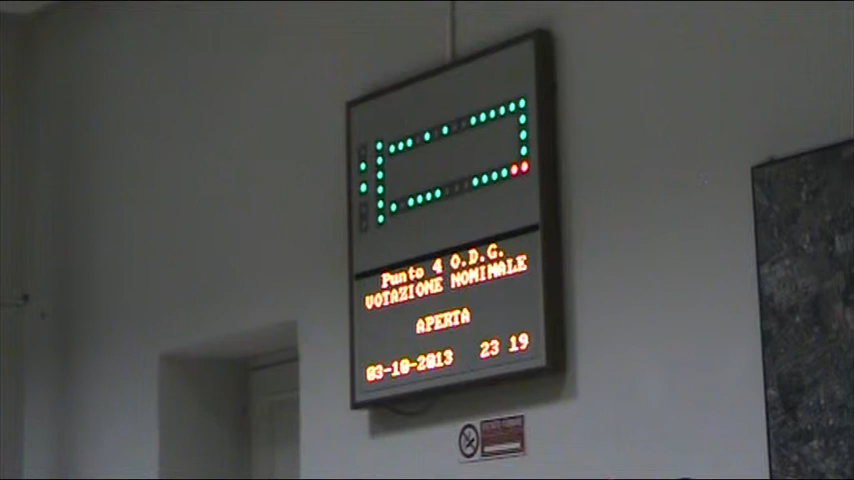 Punto 4 O.D.G.
VOTAZIONE NOMINALE
APERTA
03-10-2013 23 19